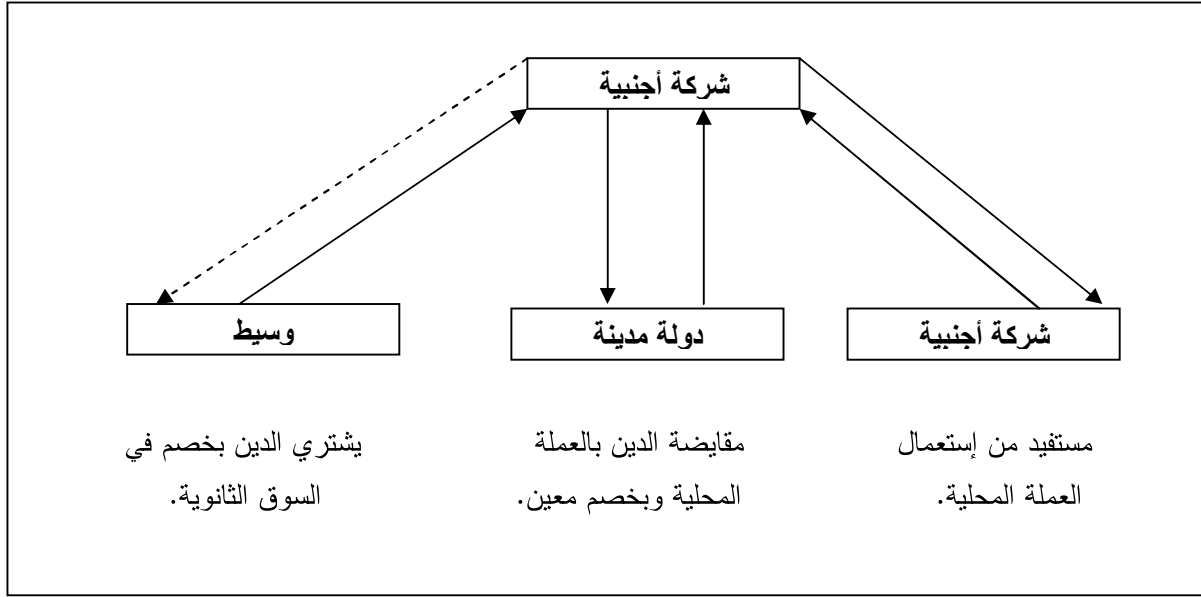 شركة أجنبية
شركة أجنبية
دولة مدينة
وسيط
مستفيد من إستعمال
العملة المحلية.
مقايضة الدين بالعملة
المحلية وبخصم معين.
يشتري الدين بخصم في
السوق الثانوية.